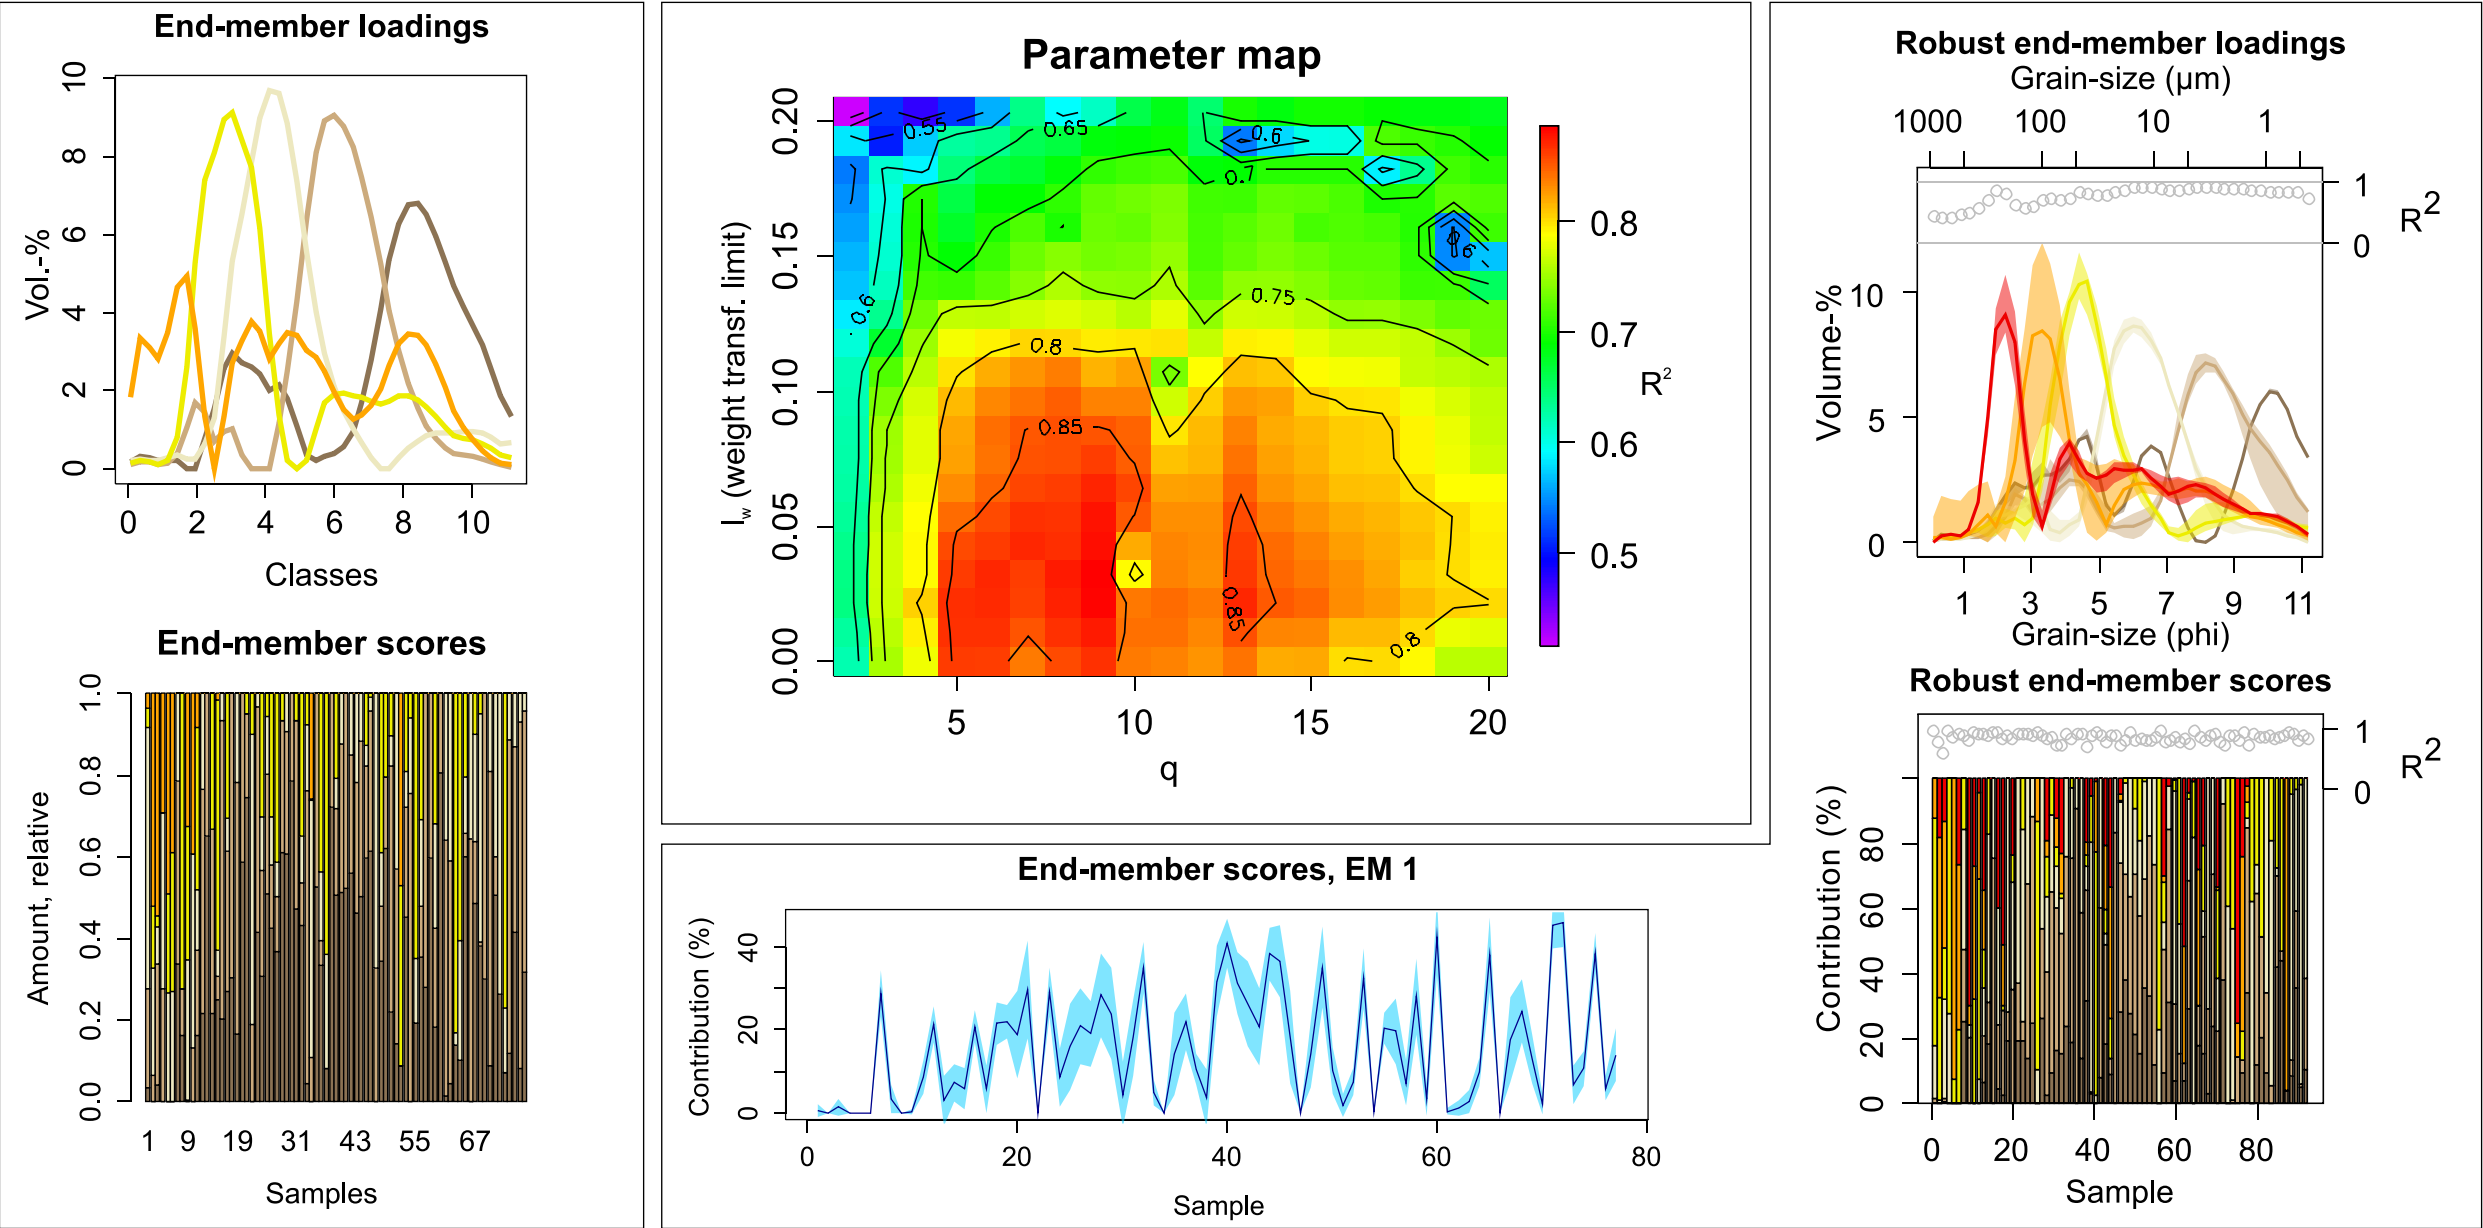 End-member loadings
10
8
6
4
2
0
Vol.-%
0 2 4 6 8 10
Classes
End-member scores
1.0
0.8
0.6
0.4
0.2
0.0
Amount, relative
1 9 19 31 43 55 67
Samples
Parameter map
0.20
0.15
0.10
0.05
0.00
l_w (weight transf. limit)
0.55
0.65
0.6
0.7
0.6
0.6
0.75
0.8
0.85
0.85
0.8
5 10 15 20
q
0.8
0.7
0.6
0.5
R²
End-member scores, EM 1
40
20
0
Contribution (%)
0 20 40 60 80
Sample
Robust end-member loadings
Grain-size (µm)
1000 100 10 1
1
0
R²
10
5
0
Volume-%
1 3 5 7 9 11
Grain-size (phi)
Robust end-member scores
1
0
R²
80
60
40
20
0
Contribution (%)
0 20 40 60 80
Sample